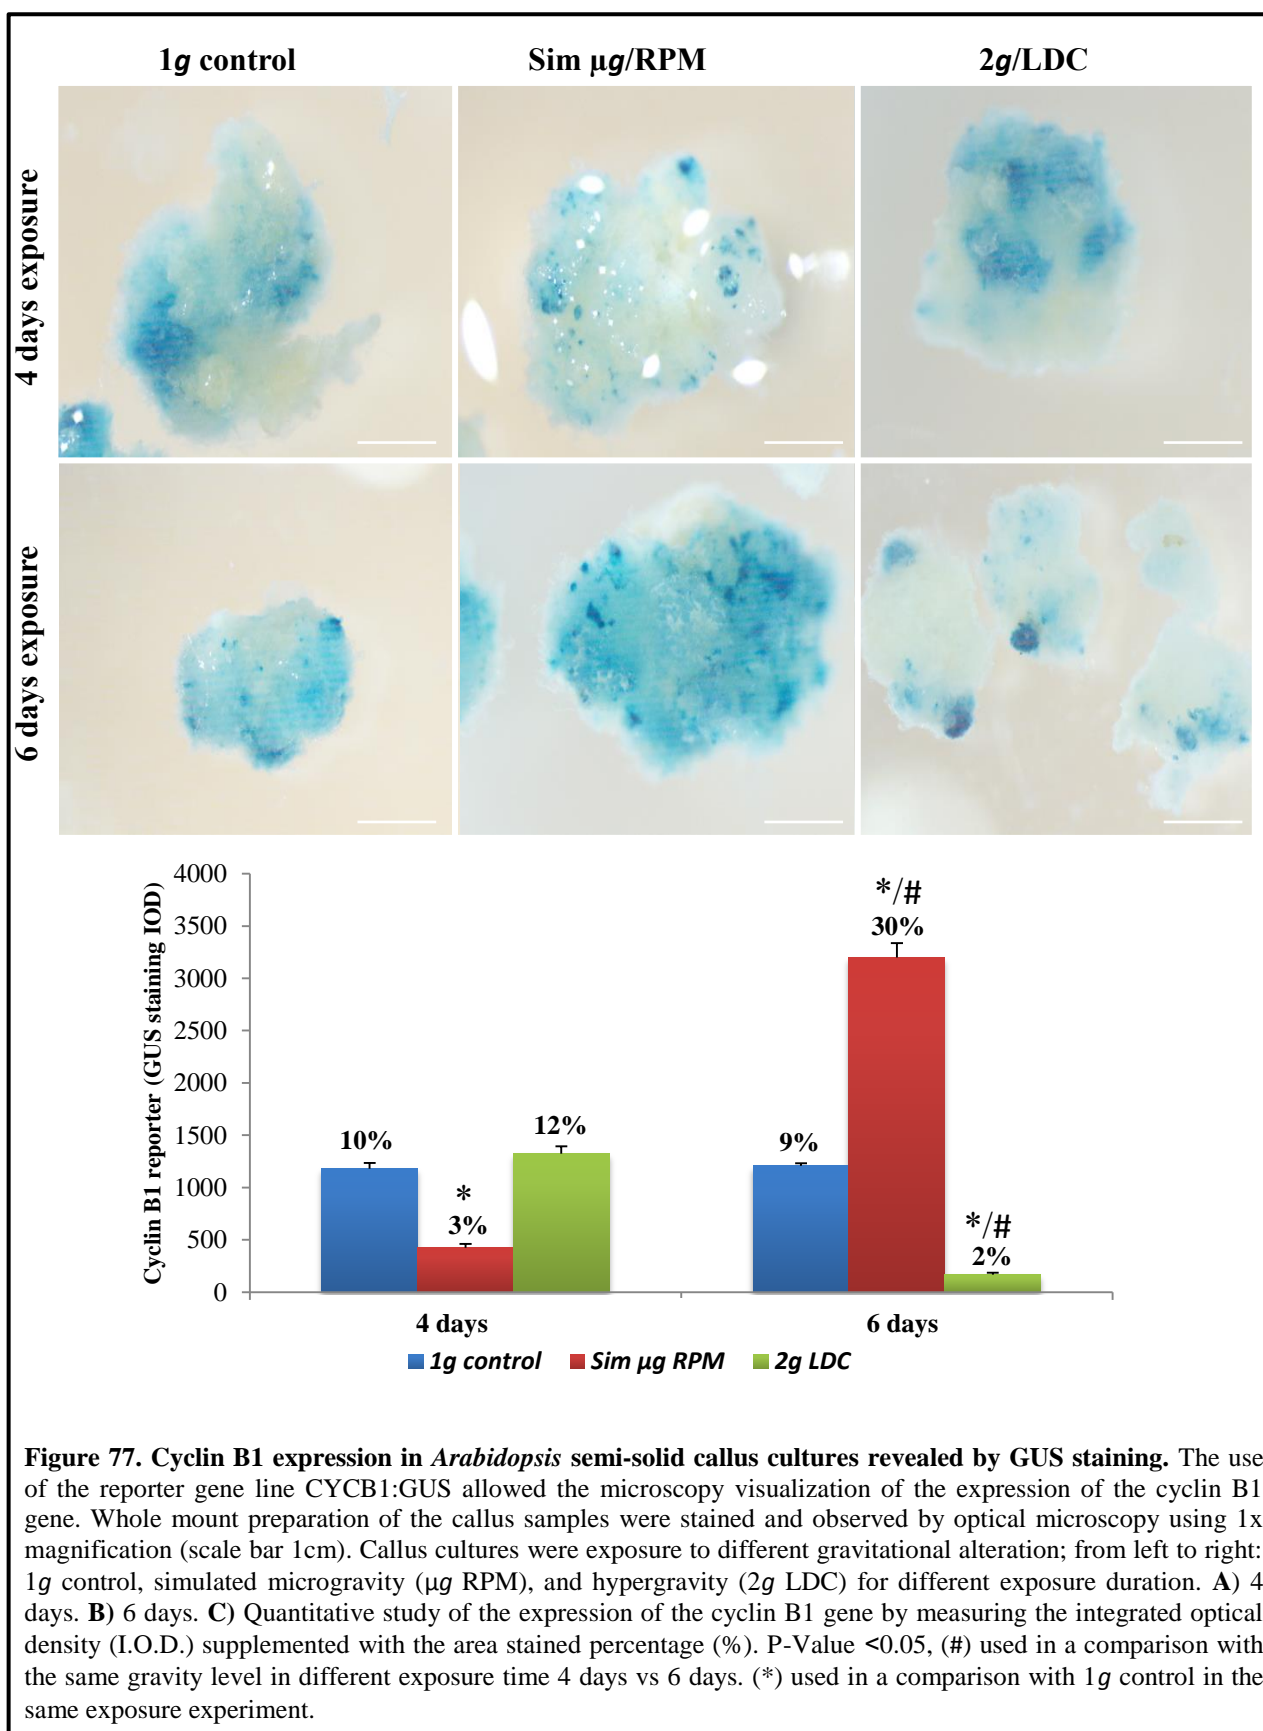 1g control
Sim µg/RPM
2g/LDC
4 days exposure
6 days exposure
Cyclin B1 reporter (GUS staining IOD)
4000
3500
3000
2500
2000
1500
1000
500
0
10%
*
3%
12%
9%
*/#
30%
*/#
2%
4 days
6 days
1g control
Sim µg RPM
2g LDC
Figure 77. Cyclin B1 expression in Arabidopsis semi-solid callus cultures revealed by GUS staining. The use
of the reporter gene line CYCB1:GUS allowed the microscopy visualization of the expression of the cyclin B1
gene. Whole mount preparation of the callus samples were stained and observed by optical microscopy using 1x
magnification (scale bar 1cm). Callus cultures were exposure to different gravitational alteration; from left to right:
1g control, simulated microgravity (µg RPM), and hypergravity (2g LDC) for different exposure duration. A) 4
days. B) 6 days. C) Quantitative study of the expression of the cyclin B1 gene by measuring the integrated optical
density (I.O.D.) supplemented with the area stained percentage (%). P-Value <0.05, (#) used in a comparison with
the same gravity level in different exposure time 4 days vs 6 days. (*) used in a comparison with 1g control in the
same exposure experiment.